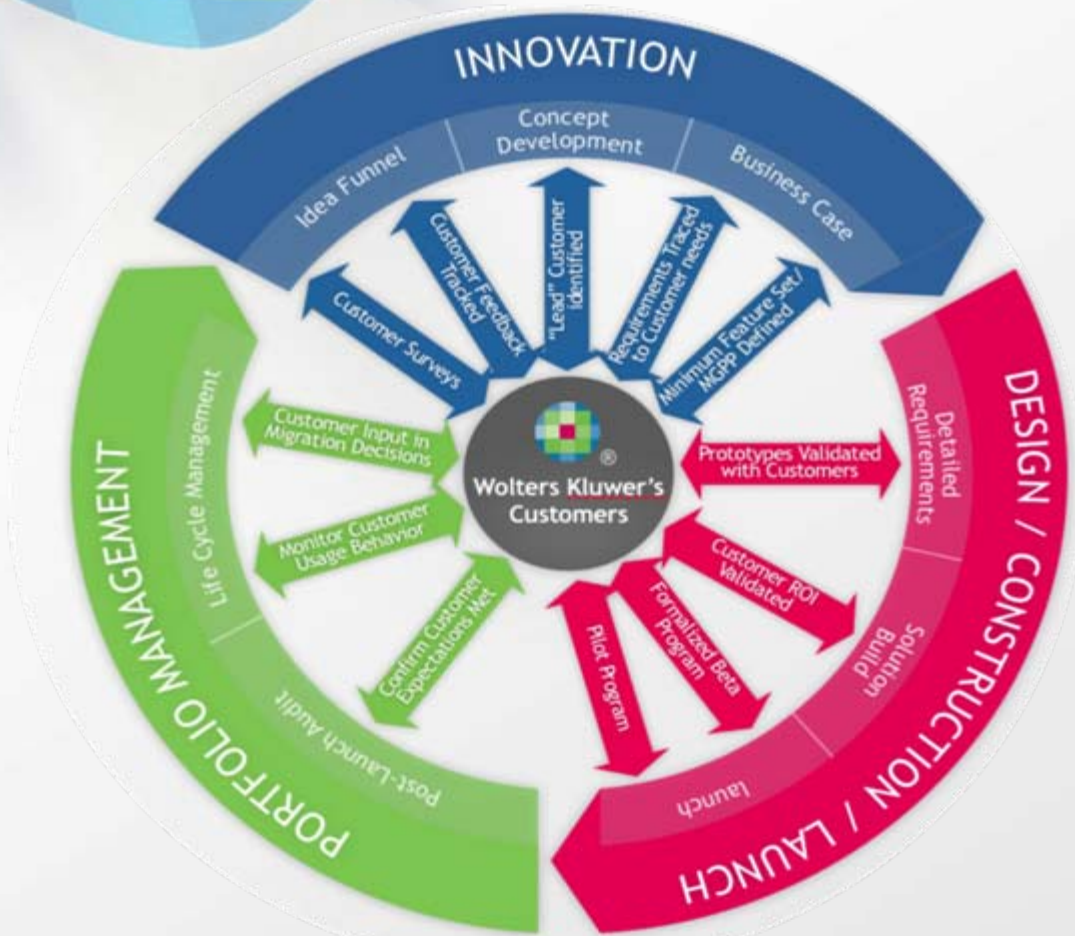 INNOVATION
Idea Funnel
Concept
Development
Business Case
Customer Surveys
Customer Feedback
Tracked
"Lead" Customer
identified
Requirements Traced
to Customer needs
Minimum Feature Set/
MGPP Defined
DESIGN / CONSTRUCTION / LAUNCH
Detailed
Requirements
Solution
Build
launch
Prototypes Validated
with Customers
Customer ROI
Validated
Formalized Beta
Program
Pilot Program
PORTFOLIO MANAGEMENT
Post-Launch Audit
Life Cycle Management
Confirm Customer
Expectations Met
Monitor Customer
Usage Behavior
Customer Input in
Migration Decisions
®
Wolters Kluwer's
Customers